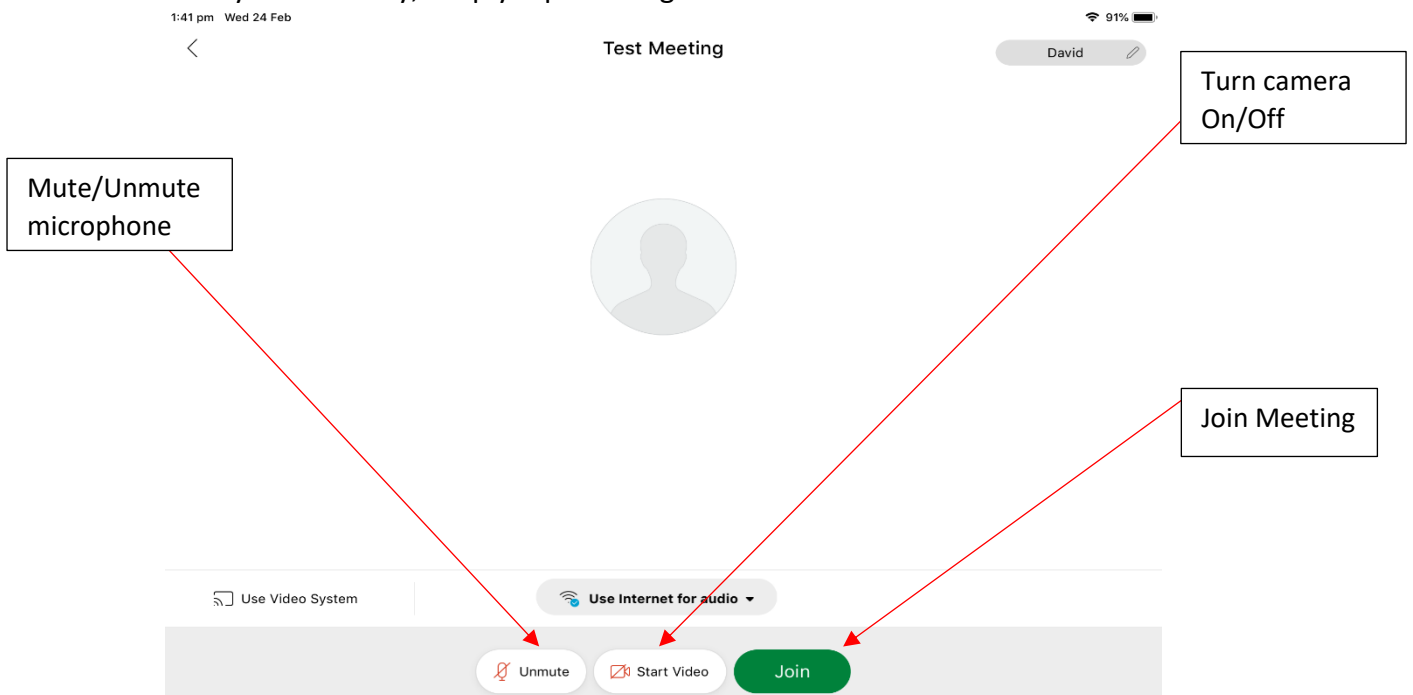 1:41 pm Wed 24 Feb
91%
Test Meeting
David
Turn camera
On/Off
Mute/Unmute
microphone
Join Meeting
Use Video System
Use Internet for audio
Unmute
Start Video
Join